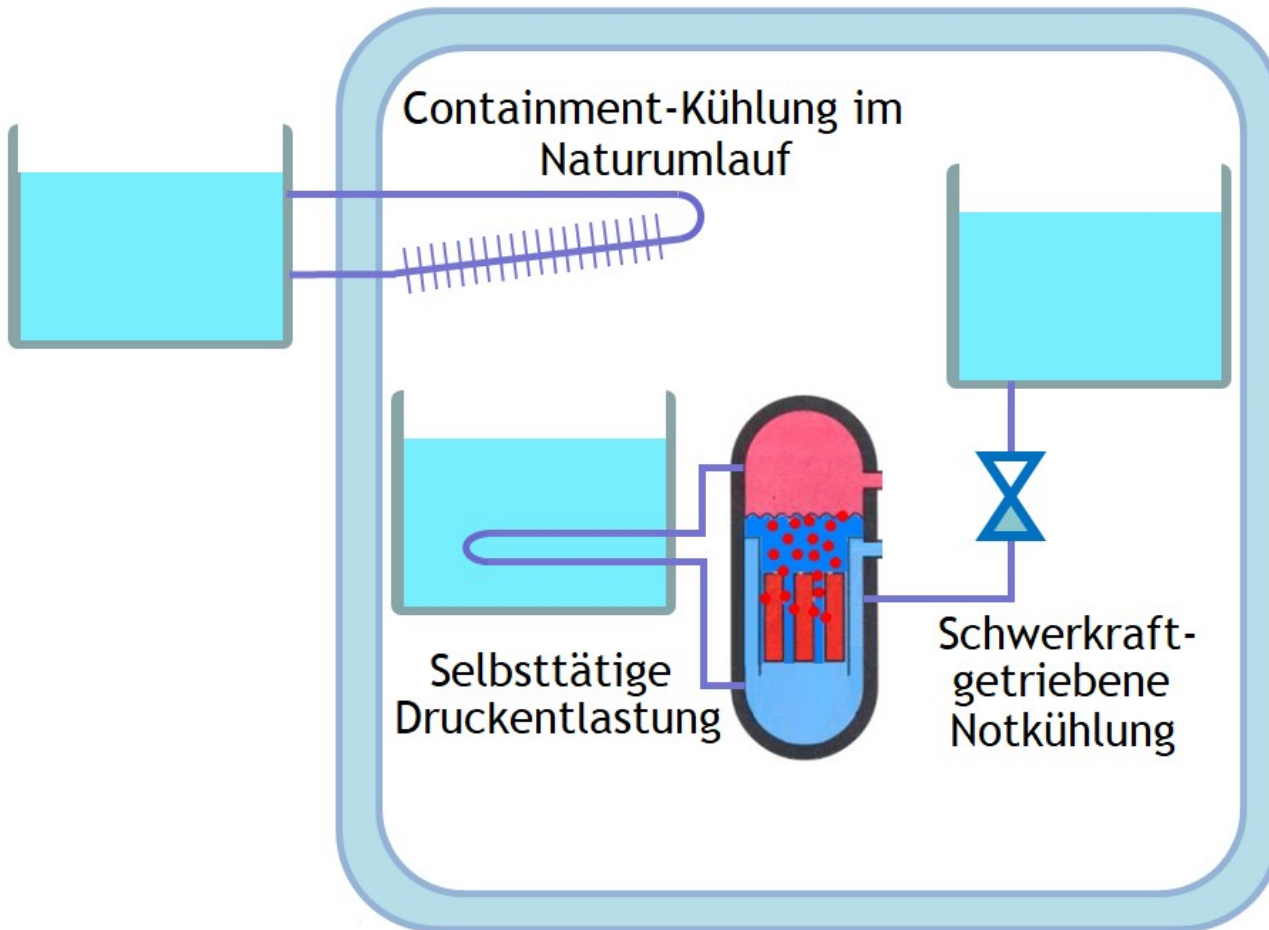 Containment-Kühlung im
Naturumlauf
Selbsttätige
Druckentlastung
Schwerkraft-
getriebene
Notkühlung